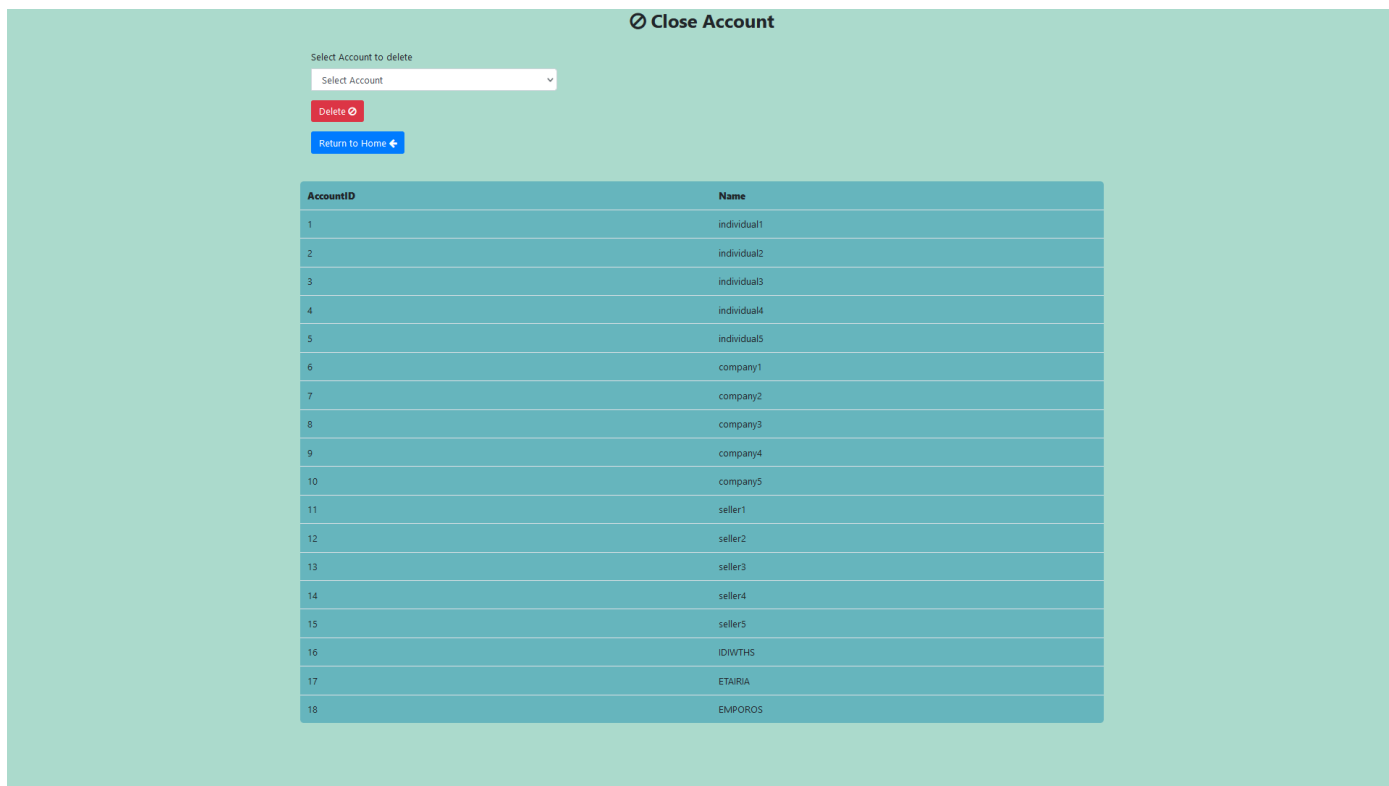 Close Account
Select Account to delete
Select Account
Delete
Return to Home
AccountID Name
1 individual1
2 individual2
3 individual3
4 individual4
5 individual5
6 company1
7 company2
8 company3
9 company4
10 company5
11 seller1
12 seller2
13 seller3
14 seller4
15 seller5
16 IDIWTHS
17 ETAIRIA
18 EMPOROS